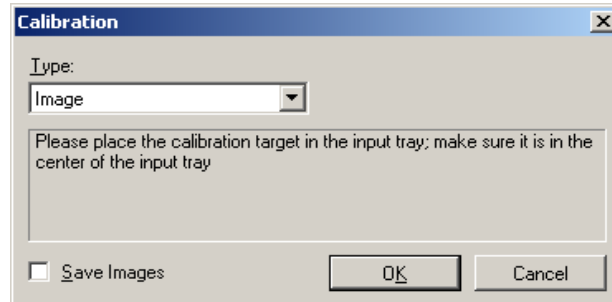 Calibration
Type:
Image
Please place the calibration target in the input tray; make sure it is in the
center of the input tray
Save Images
OK
Cancel